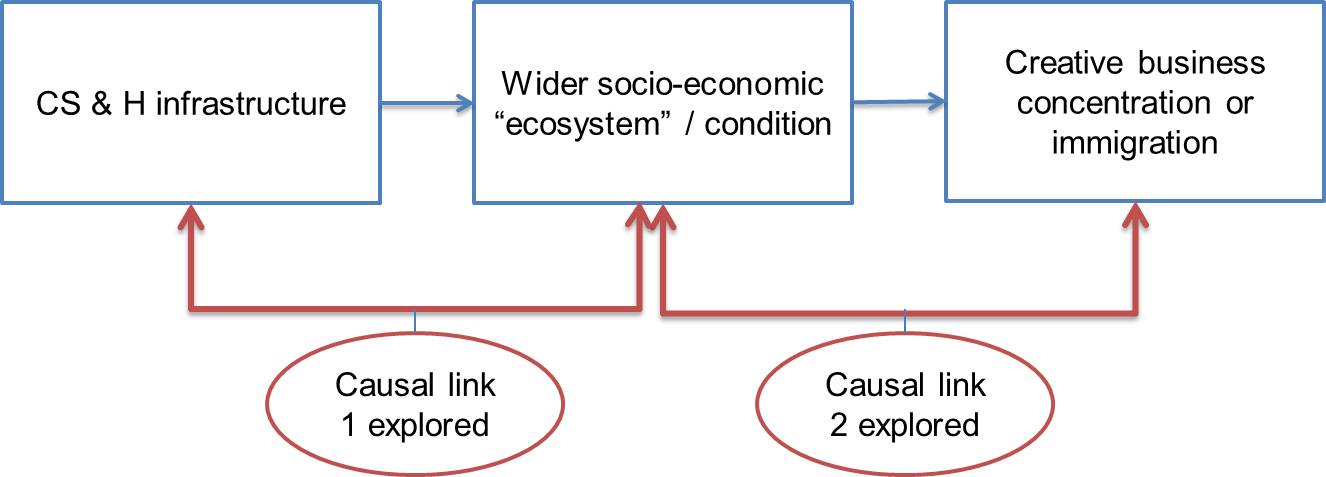 CS & H infrastructure
Wider socio-economic
“ecosystem” / condition
Creative business
concentration or
immigration
Causal link
1 explored
Causal link
2 explored